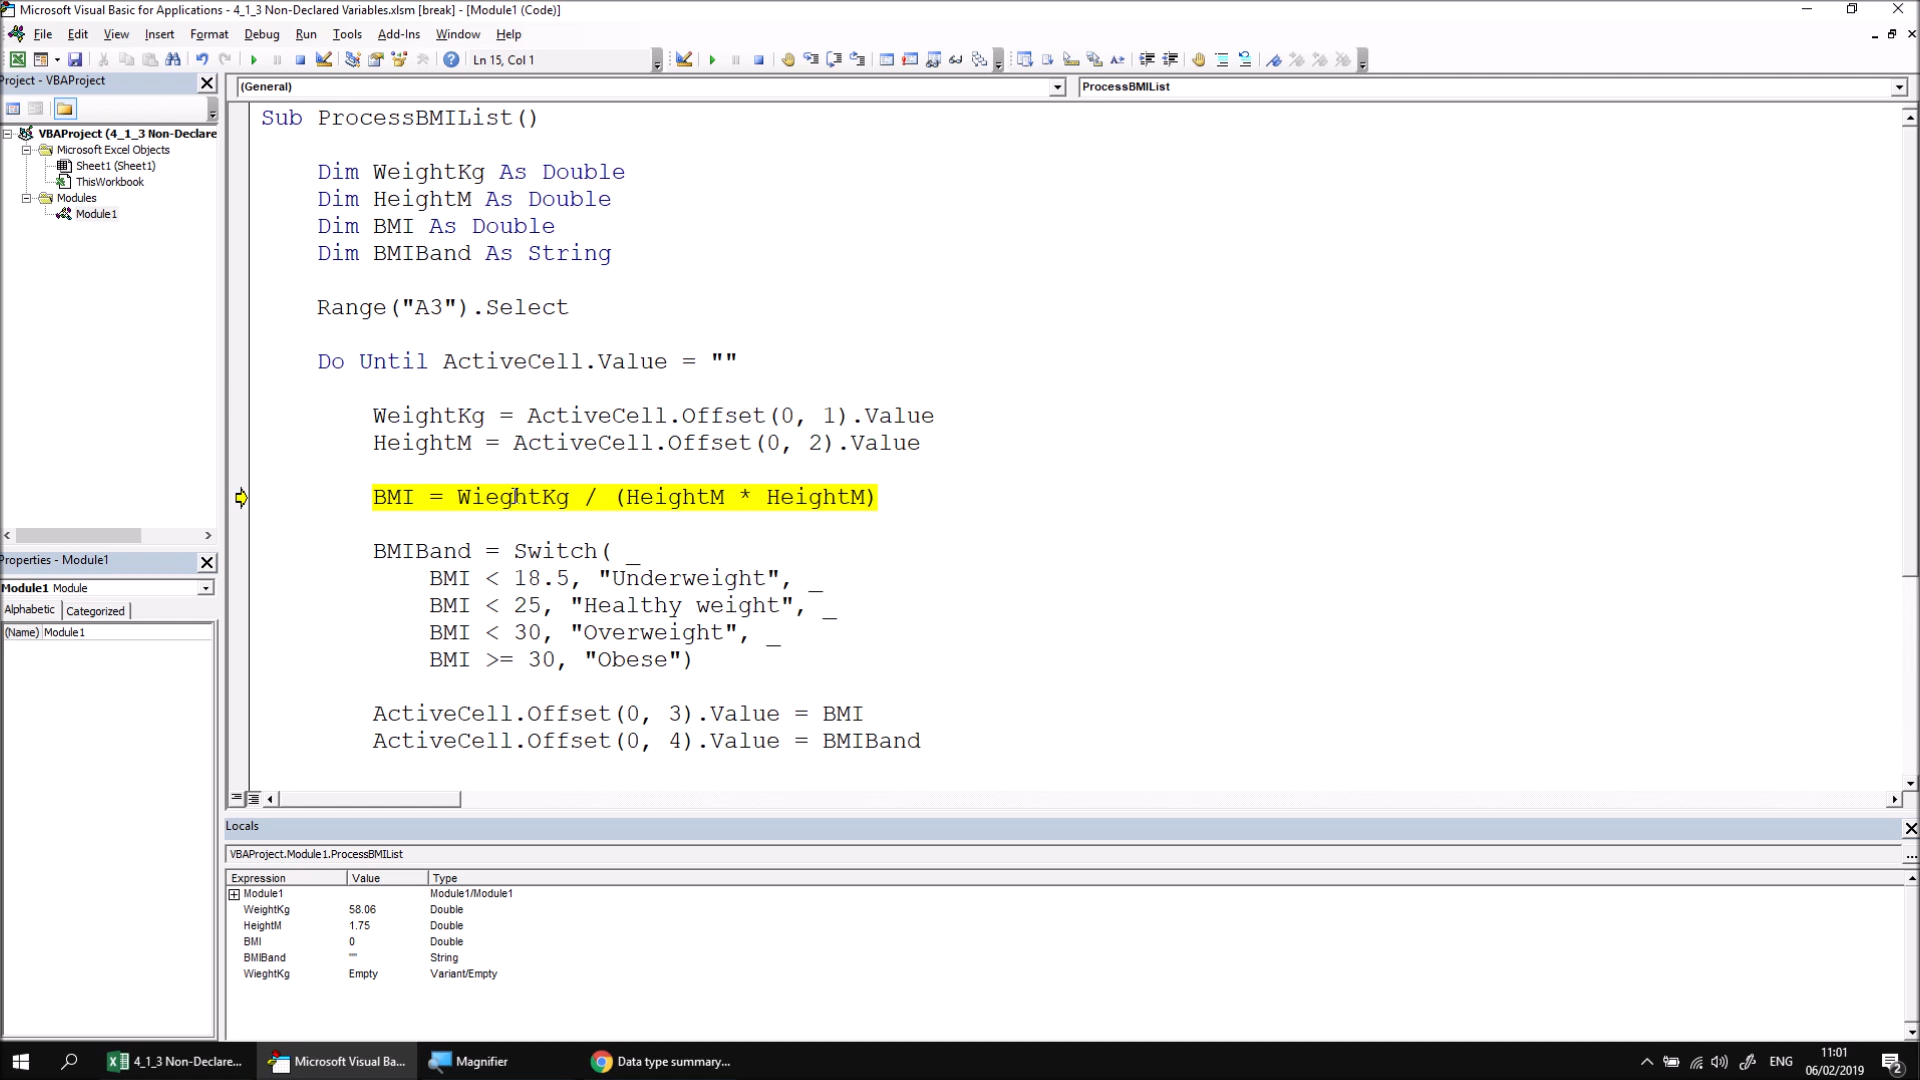 Microsoft Visual Basic for Applications - 4_1_3 Non-Declared Variables.xlsm [break] - [Module1 (Code)]
File Edit View Insert Format Debug Run Tools Add-Ins Window Help
Ln 15, Col 1
Project - VBAProject
(General)
ProcessBMIList
VBAProject (4_1_3 Non-Declare
Microsoft Excel Objects
Sheet1 (Sheet1)
ThisWorkbook
Modules
Module1
Sub ProcessBMIList()
Dim WeightKg As Double
Dim HeightM As Double
Dim BMI As Double
Dim BMIBand As String
Range("A3").Select
Do Until ActiveCell.Value = ""
WeightKg = ActiveCell.Offset(0, 1).Value
HeightM = ActiveCell.Offset(0, 2).Value
BMI = WieghtKg / (HeightM * HeightM)
BMIBand = Switch( _
BMI < 18.5, "Underweight", _
BMI < 25, "Healthy weight", _
BMI < 30, "Overweight", _
BMI >= 30, "Obese")
ActiveCell.Offset(0, 3).Value = BMI
ActiveCell.Offset(0, 4).Value = BMIBand
Properties - Module1
Module1 Module
Alphabetic Categorized
(Name) Module1
Locals
VBAProject.Module1.ProcessBMIList
...
Expression Value Type
Module1 Module1/Module1
WeightKg 58.06 Double
HeightM 1.75 Double
BMI 0 Double
BMIBand "" String
WieghtKg Empty Variant/Empty
4_1_3 Non-Declare...
Microsoft Visual Ba...
Magnifier
Data type summary...
ENG
11:01
06/02/2019
2